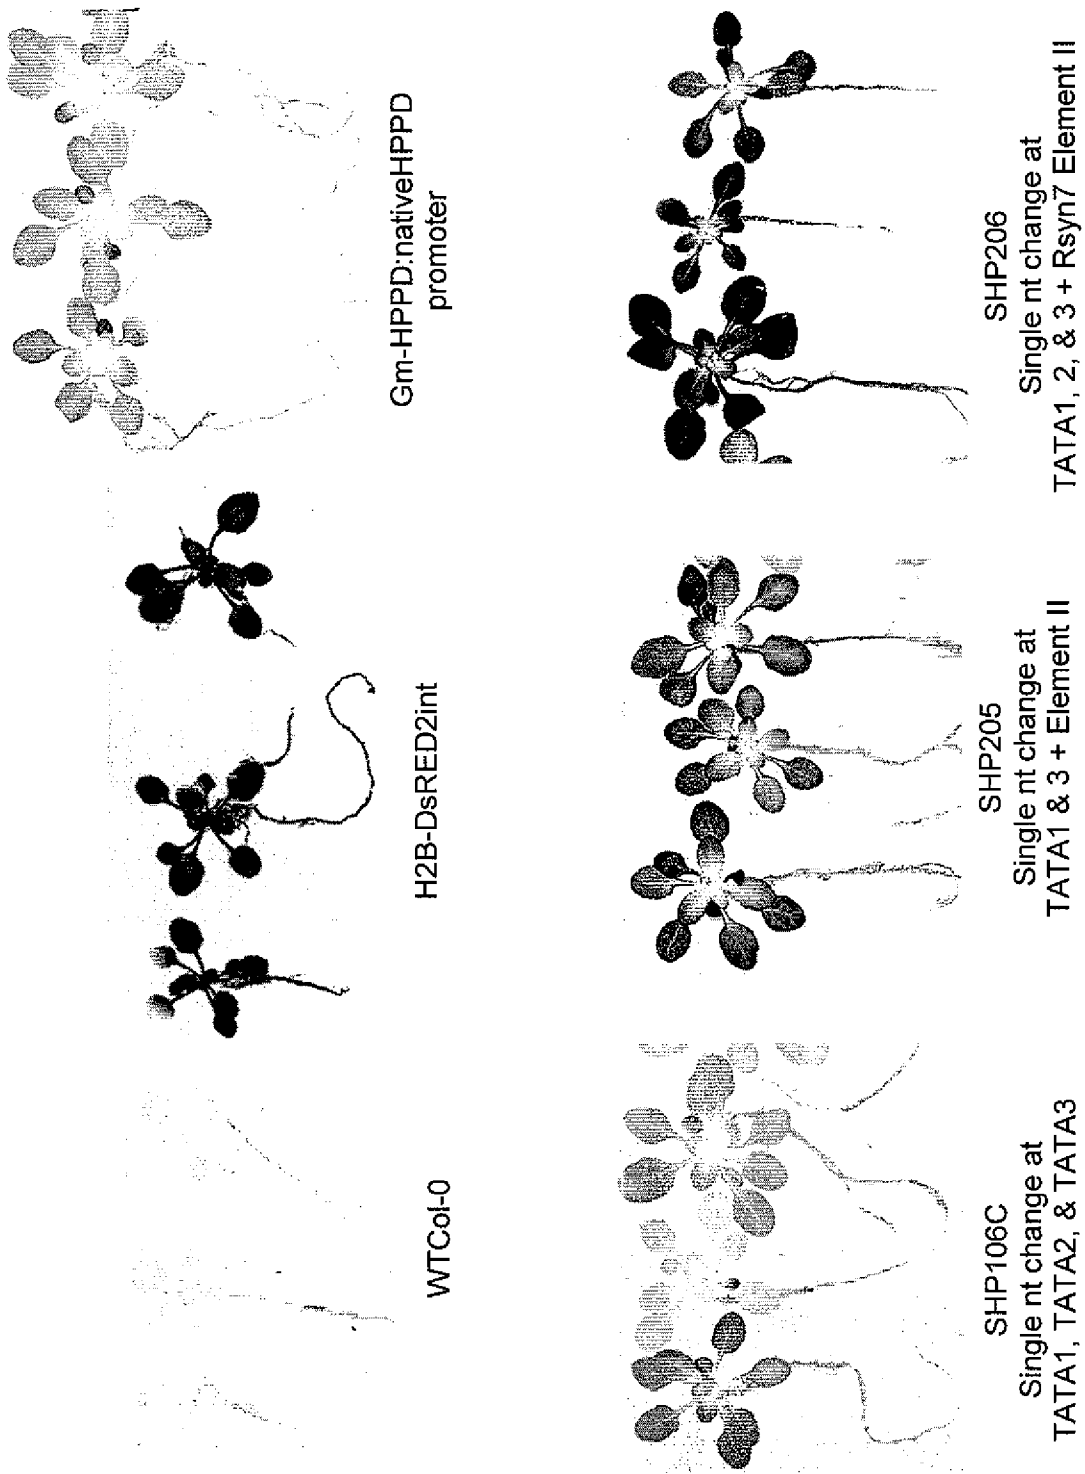 WTCol-0
H2B-DsRED2int
Gm-HPPD:nativeHPPD
promoter
SHP106C
Single nt change at
TATA1, TATA2, & TATA3
SHP205
Single nt change at
TATA1 & 3 + Element II
SHP206
Single nt change at
TATA1, 2, & 3 + Rsyn7 Element II